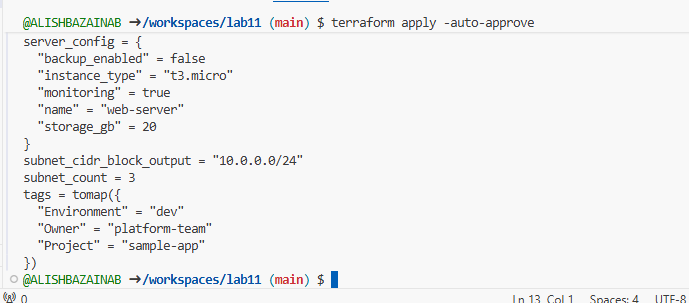 @ALISHBAZAINAB ➜/workspaces/lab11 (main) $ terraform apply -auto-approve
server_config = {
  "backup_enabled" = false
  "instance_type" = "t3.micro"
  "monitoring" = true
  "name" = "web-server"
  "storage_gb" = 20
}
subnet_cidr_block_output = "10.0.0.0/24"
subnet_count = 3
tags = tomap({
  "Environment" = "dev"
  "Owner" = "platform-team"
  "Project" = "sample-app"
})
@ALISHBAZAINAB ➜/workspaces/lab11 (main) $
0 Ln 13, Col 1 Spaces: 4 UTF-8